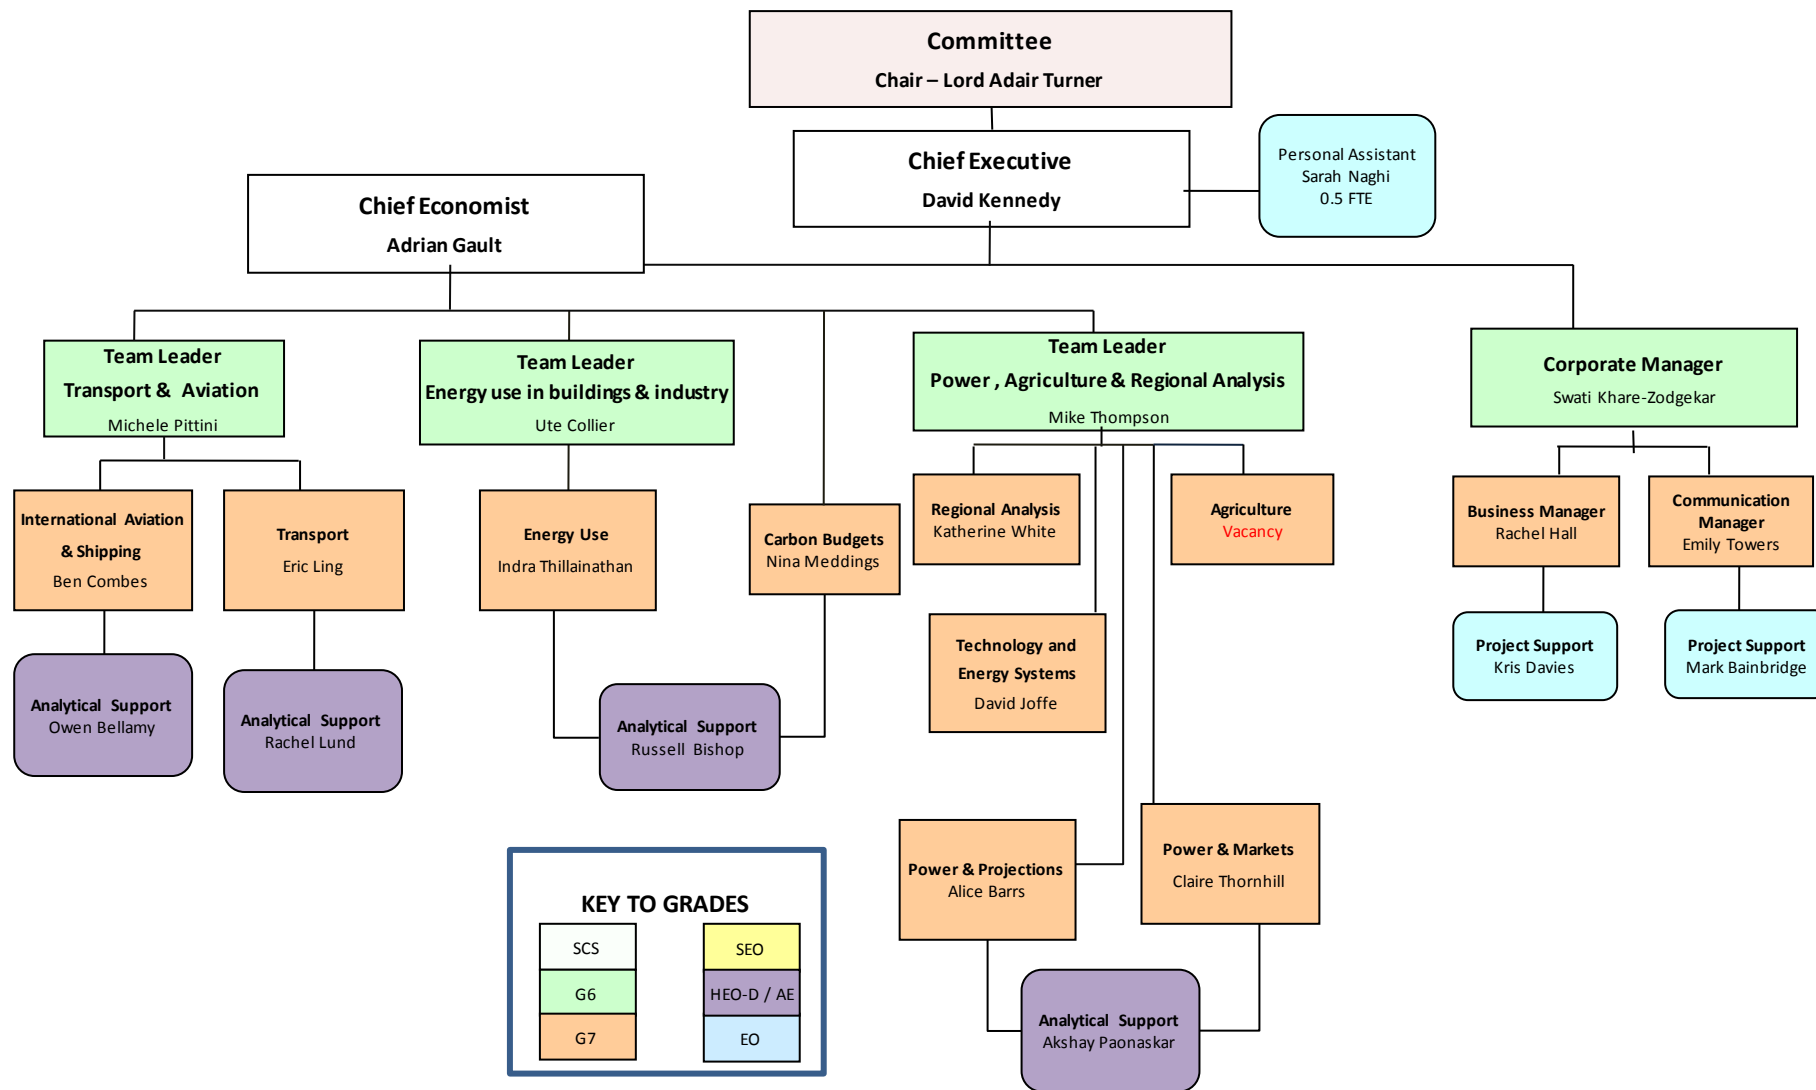 Committee
Chair – Lord Adair Turner
Chief Executive
David Kennedy
Personal Assistant
Sarah Naghi
0.5 FTE
Chief Economist
Adrian Gault
Team Leader
Transport & Aviation
Michele Pittini
Team Leader
Energy use in buildings & industry
Ute Collier
Team Leader
Power , Agriculture & Regional Analysis
Mike Thompson
Corporate Manager
Swati Khare-Zodgekar
International Aviation
& Shipping
Ben Combes
Transport
Eric Ling
Energy Use
Indra Thillainathan
Carbon Budgets
Nina Meddings
Regional Analysis
Katherine White
Agriculture
Vacancy
Business Manager
Rachel Hall
Communication
Manager
Emily Towers
Technology and
Energy Systems
David Joffe
Project Support
Kris Davies
Project Support
Mark Bainbridge
Analytical Support
Owen Bellamy
Analytical Support
Rachel Lund
Analytical Support
Russell Bishop
Power & Projections
Alice Barrs
Power & Markets
Claire Thornhill
Analytical Support
Akshay Paonaskar
KEY TO GRADES
SCS
SEO
G6
HEO-D / AE
G7
EO